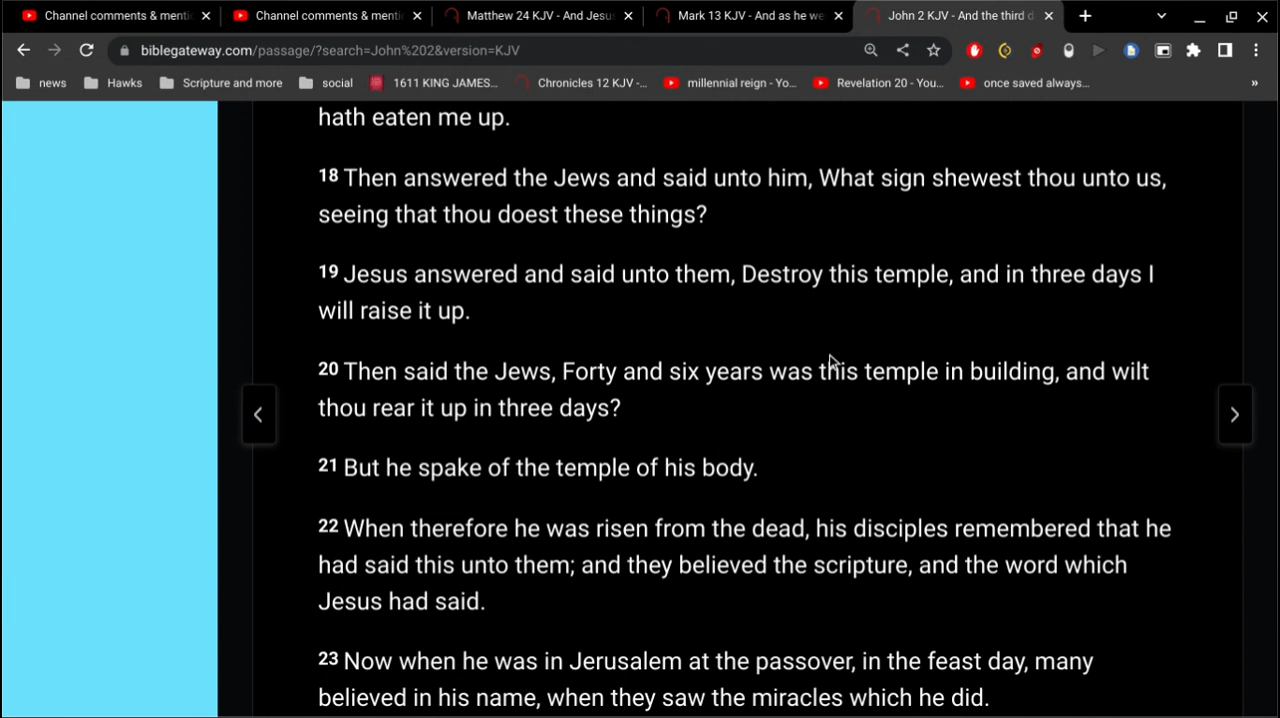 Channel comments & menti
Channel comments & menti
Matthew 24 KJV - And Jesu
Mark 13 KJV - And as he we
John 2 KJV - And the third d
biblegateway.com/passage/?search=John%202&version=KJV
news
Hawks
Scripture and more
social
1611 KING JAMES...
Chronicles 12 KJV -...
millennial reign - Yo...
Revelation 20 - You...
once saved always...
hath eaten me up.
18 Then answered the Jews and said unto him, What sign shewest thou unto us,
seeing that thou doest these things?
19 Jesus answered and said unto them, Destroy this temple, and in three days I
will raise it up.
20 Then said the Jews, Forty and six years was this temple in building, and wilt
thou rear it up in three days?
21 But he spake of the temple of his body.
22 When therefore he was risen from the dead, his disciples remembered that he
had said this unto them; and they believed the scripture, and the word which
Jesus had said.
23 Now when he was in Jerusalem at the passover, in the feast day, many
believed in his name, when they saw the miracles which he did.